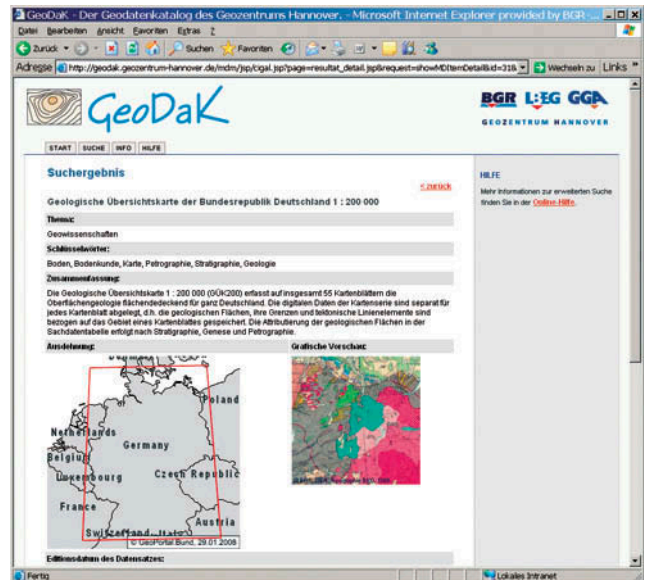 GeoDaK - Der Geodatenkatalog des Geozentrums Hannover. - Microsoft Internet Explorer provided by BGR - ...
Datei Bearbeiten Ansicht Favoriten Extras ?
Zurück Suchen Favoriten
Adresse http://geodak.geozentrum-hannover.de/mdm/jsp/cigal.jsp?page=resultat_detail.jsp&request=showMDItemDetail&id=318 Wechseln zu Links »
GeoDaK
BGR LBEG GGA
GEOZENTRUM HANNOVER
START SUCHE INFO HILFE
Suchergebnis
< zurück
Geologische Übersichtskarte der Bundesrepublik Deutschland 1 : 200 000
Thema:
Geowissenschaften
Schlüsselwörter:
Boden, Bodenkunde, Karte, Petrographie, Stratigraphie, Geologie
Zusammenfassung:
Die Geologische Übersichtskarte 1 : 200 000 (GÜK200) erfasst auf insgesamt 55 Kartenblättern die
Oberflächengeologie flächendeckend für ganz Deutschland. Die digitalen Daten der Kartenserie sind separat für
jedes Kartenblatt abgelegt, d.h. die geologischen Flächen, ihre Grenzen und tektonische Linienelemente sind
bezogen auf das Gebiet eines Kartenblattes gespeichert. Die Attributierung der geologischen Flächen in der
Sachdatentabelle erfolgt nach Stratigraphie, Genese und Petrographie.
Ausdehnung:
Grafische Vorschau:
Denmark
Poland
Netherlands
Germany
Belgium
Luxembourg
Czech Republic
France
Austria
Switzerland
Italy
© GeoPortal.Bund, 29.01.2008
Editionsdatum des Datensatzes:
HILFE
Mehr Informationen zur erweiterten Suche
finden Sie in der Online-Hilfe.
Fertig
Lokales Intranet